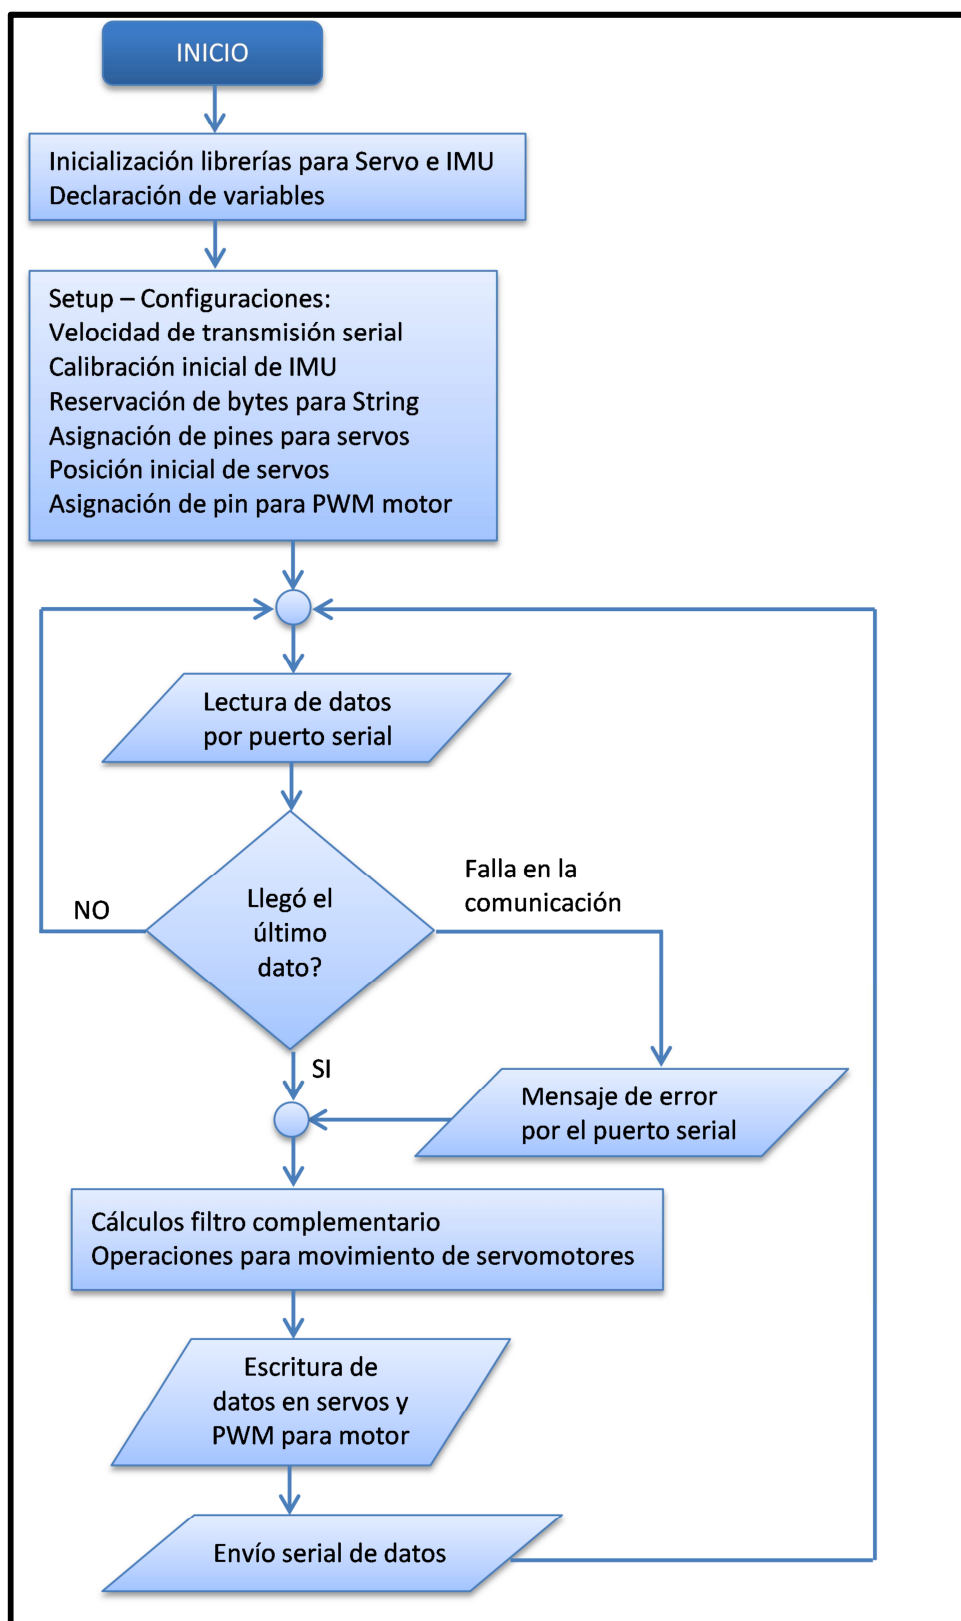 INICIO
Inicialización librerías para Servo e IMU
Declaración de variables
Setup – Configuraciones:
Velocidad de transmisión serial
Calibración inicial de IMU
Reservación de bytes para String
Asignación de pines para servos
Posición inicial de servos
Asignación de pin para PWM motor
Lectura de datos
por puerto serial
Llegó el
último
dato?
NO
Falla en la
comunicación
SI
Mensaje de error
por el puerto serial
Cálculos filtro complementario
Operaciones para movimiento de servomotores
Escritura de
datos en servos y
PWM para motor
Envío serial de datos